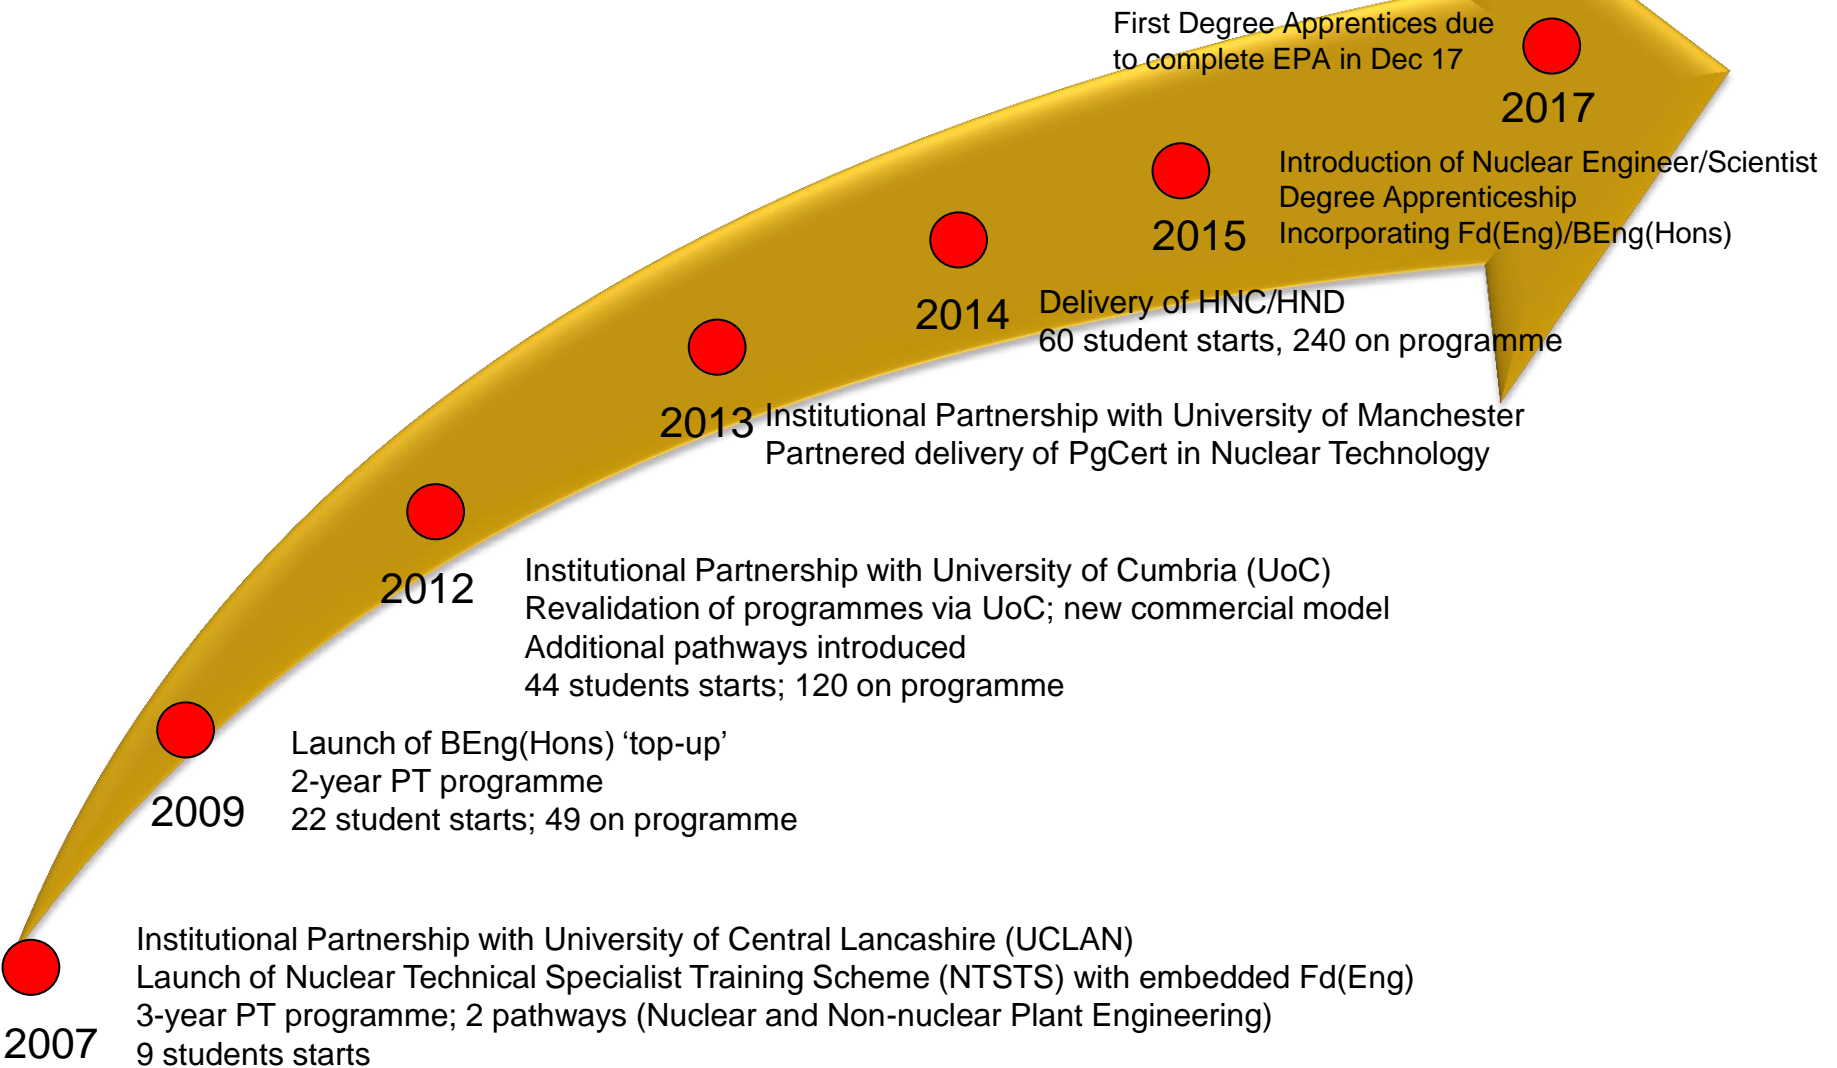 First Degree Apprentices due
to complete EPA in Dec 17
2017
Introduction of Nuclear Engineer/Scientist
Degree Apprenticeship
Incorporating Fd(Eng)/BEng(Hons)
2015
Delivery of HNC/HND
60 student starts, 240 on programme
2014
Institutional Partnership with University of Manchester
Partnered delivery of PgCert in Nuclear Technology
2013
Institutional Partnership with University of Cumbria (UoC)
Revalidation of programmes via UoC; new commercial model
Additional pathways introduced
44 students starts; 120 on programme
2012
Launch of BEng(Hons) ‘top-up’
2-year PT programme
22 student starts; 49 on programme
2009
Institutional Partnership with University of Central Lancashire (UCLAN)
Launch of Nuclear Technical Specialist Training Scheme (NTSTS) with embedded Fd(Eng)
3-year PT programme; 2 pathways (Nuclear and Non-nuclear Plant Engineering)
9 students starts
2007